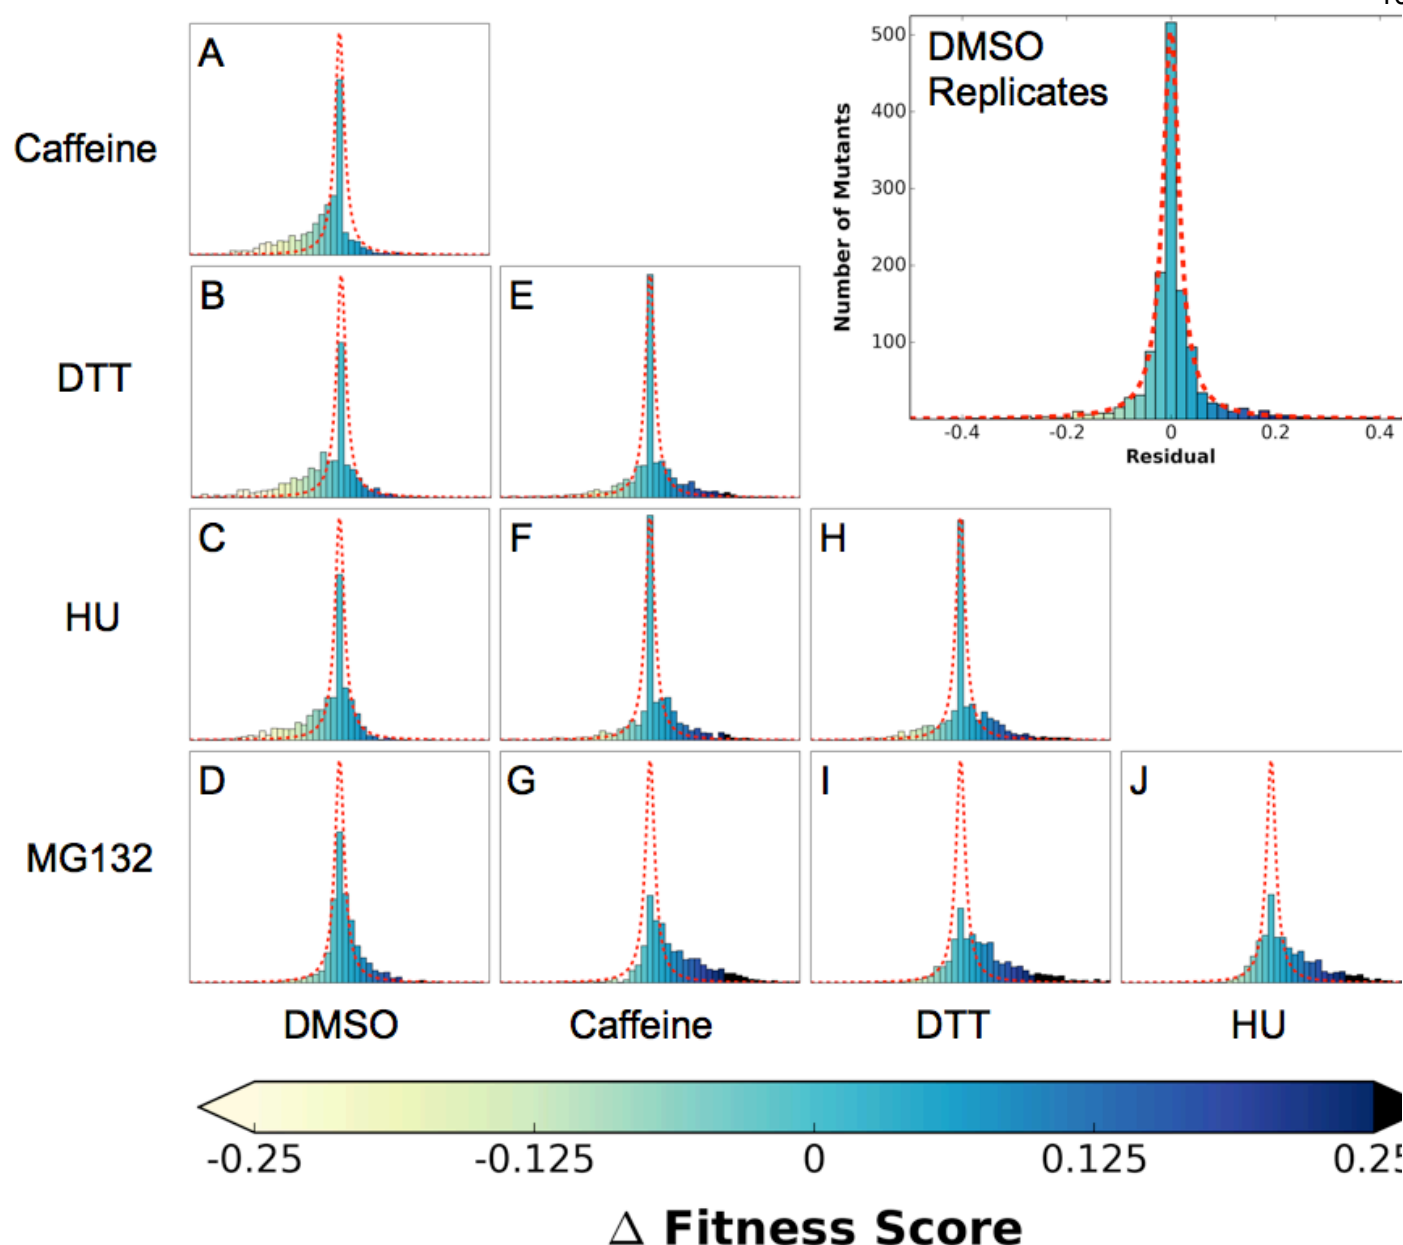 A
Caffeine
DMSO
Replicates
Number of Mutants
500
400
300
200
100
-0.4
-0.2
0
0.2
0.4
Residual
B
E
DTT
C
F
H
HU
D
G
I
J
MG132
DMSO
Caffeine
DTT
HU
-0.25
-0.125
0
0.125
Δ Fitness Score